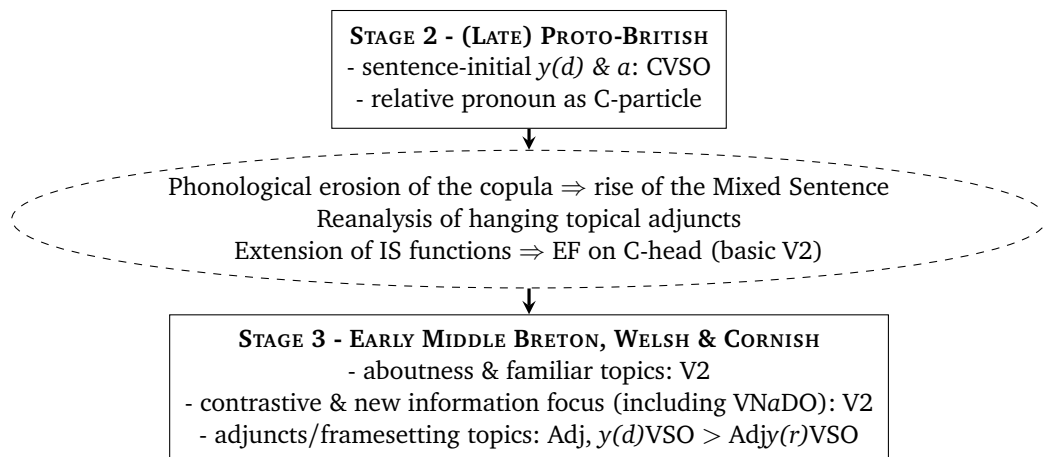 STAGE 2 - (LATE) PROTO-BRITISH
- sentence-initial y(d) & a: CVSO
- relative pronoun as C-particle
Phonological erosion of the copula ⇒ rise of the Mixed Sentence
Reanalysis of hanging topical adjuncts
Extension of IS functions ⇒ EF on C-head (basic V2)
STAGE 3 - EARLY MIDDLE BRETON, WELSH & CORNISH
- aboutness & familiar topics: V2
- contrastive & new information focus (including VNaDO): V2
- adjuncts/framesetting topics: Adj, y(d)VSO > Adjy(r)VSO